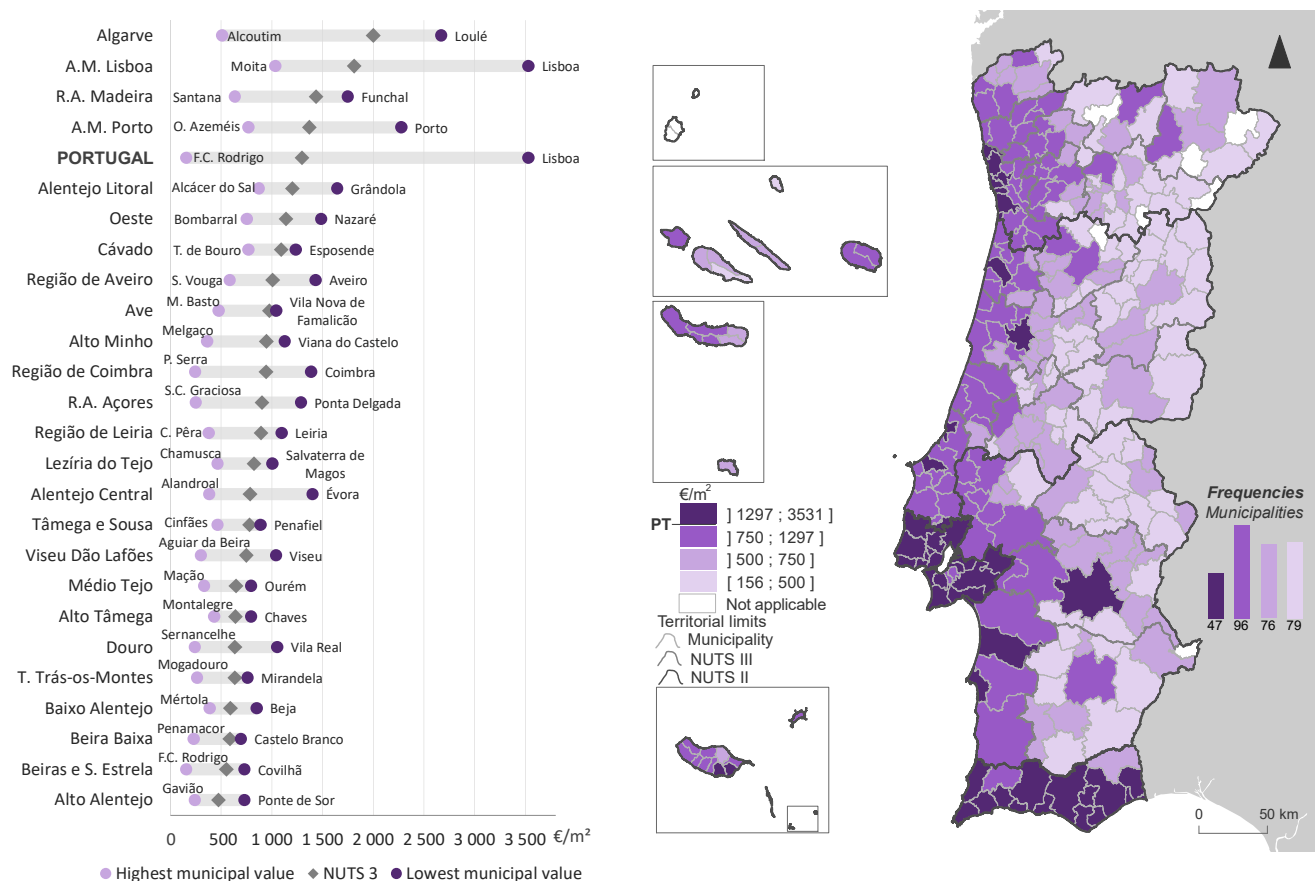 Algarve Alcoutim Loulé
A.M. Lisboa Moita Lisboa
R.A. Madeira Santana Funchal
A.M. Porto O. Azeméis Porto
PORTUGAL F.C. Rodrigo Lisboa
Alentejo Litoral Alcácer do Sal Grândola
Oeste Bombarral Nazaré
Cávado T. de Bouro Esposende
Região de Aveiro S. Vouga Aveiro
Ave M. Basto Vila Nova de
Famalicão
Alto Minho Melgaço Viana do Castelo
Região de Coimbra P. Serra Coimbra
R.A. Açores S.C. Graciosa Ponta Delgada
Região de Leiria C. Pêra Leiria
Lezíria do Tejo Chamusca Salvaterra de
Magos
Alentejo Central Alandroal Évora
Tâmega e Sousa Cinfães Penafiel
Viseu Dão Lafões Aguiar da Beira Viseu
Médio Tejo Mação Ourém
Alto Tâmega Montalegre Chaves
Douro Sernancelhe Vila Real
T. Trás-os-Montes Mogadouro Mirandela
Baixo Alentejo Mértola Beja
Beira Baixa Penamacor Castelo Branco
Beiras e S. Estrela F.C. Rodrigo Covilhã
Alto Alentejo Gavião Ponte de Sor
0 500 1 000 1 500 2 000 2 500 3 000 3 500 €/m²
Highest municipal value NUTS 3 Lowest municipal value
€/m²
PT
] 1297 ; 3531 ]
] 750 ; 1297 ]
] 500 ; 750 ]
[ 156 ; 500 ]
Not applicable
Territorial limits
Municipality
NUTS III
NUTS II
Frequencies
Municipalities
47 96 76 79
0 50 km